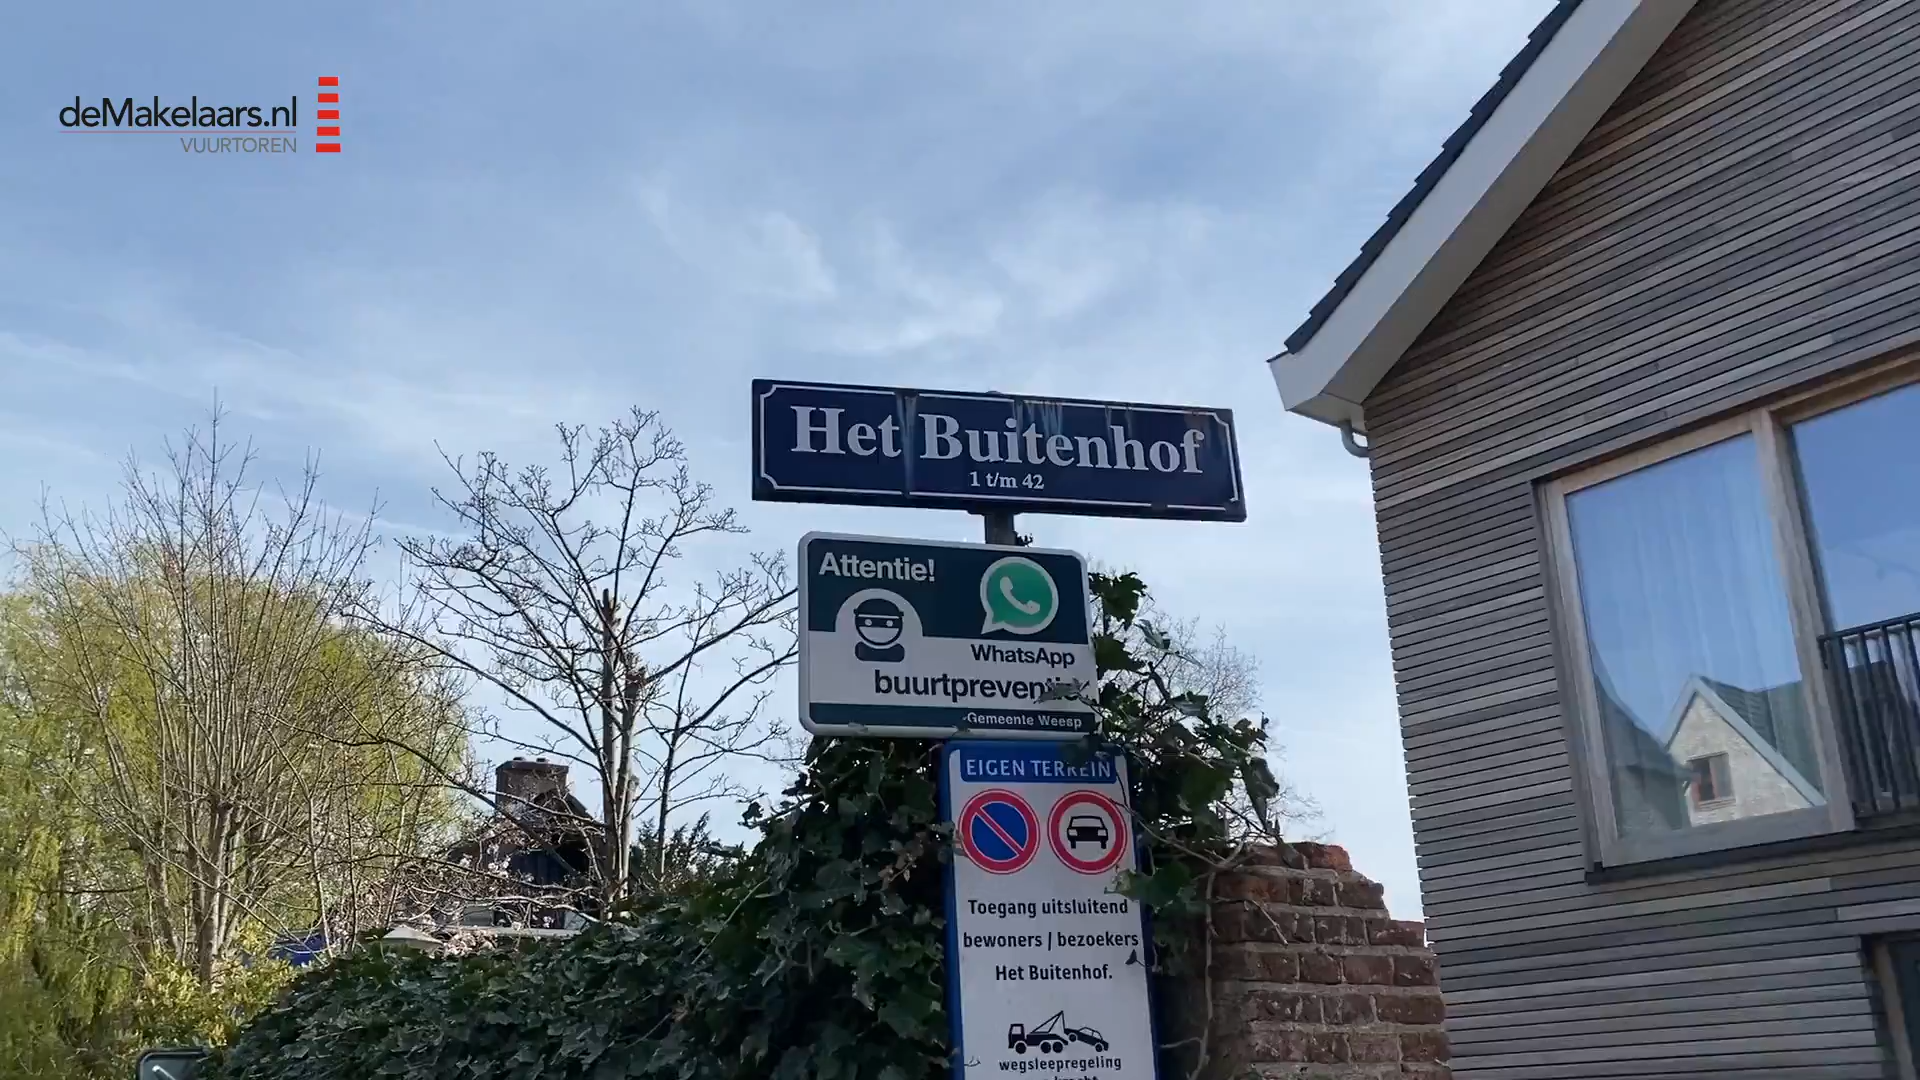 deMakelaars.nl
VUURTOREN
Het Buitenhof
1 t/m 42
Attentie!
WhatsApp
buurtpreventie
Gemeente Weesp
EIGEN TERREIN
Toegang uitsluitend
bewoners / bezoekers
Het Buitenhof.
wegsleepregeling